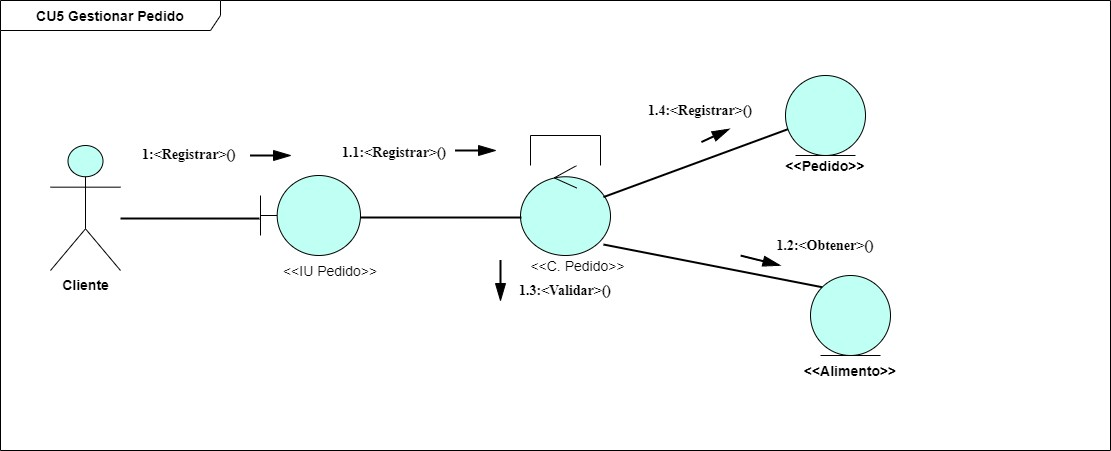 CU5 Gestionar Pedido
1:<Registrar>()
1.1:<Registrar>()
1.4:<Registrar>()
<<Pedido>>
1.2:<Obtener>()
Cliente
<<IU Pedido>>
<<C. Pedido>>
1.3:<Validar>()
<<Alimento>>